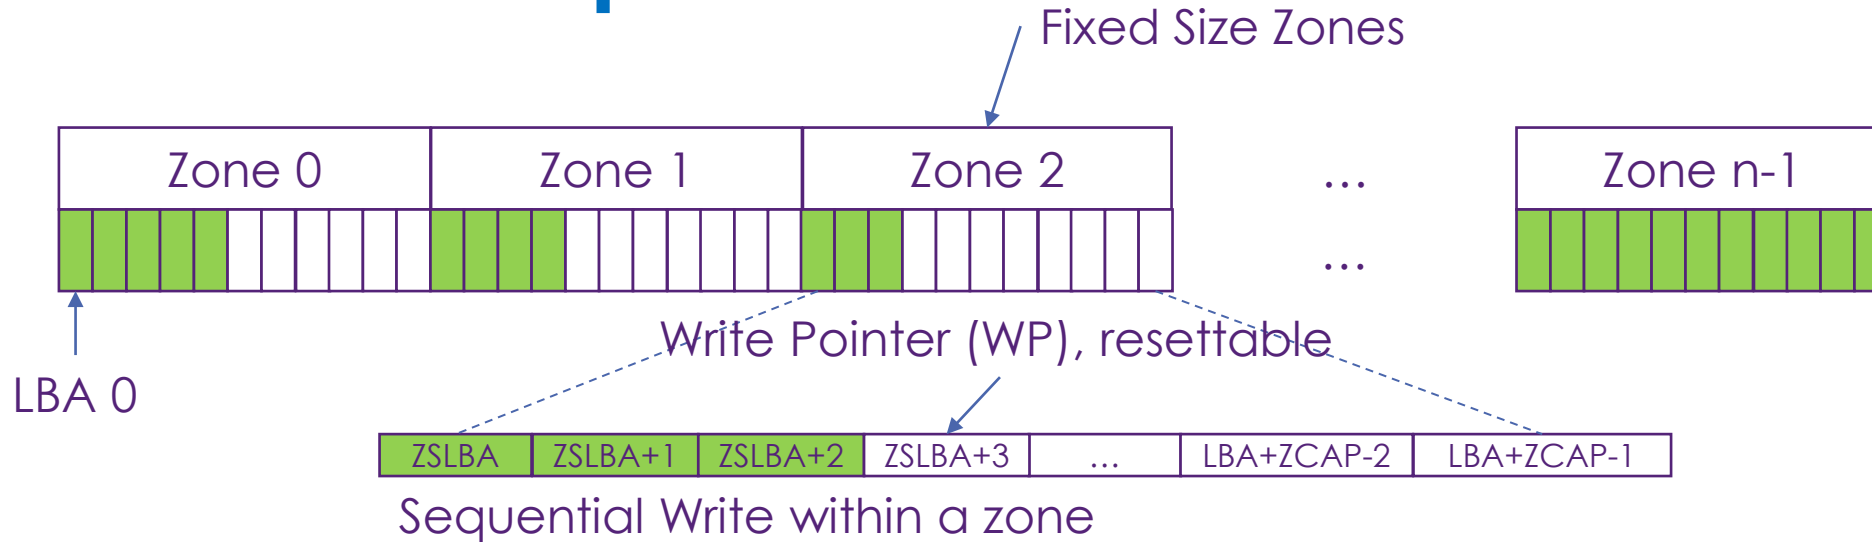 Fixed Size Zones
Zone 0 Zone 1 Zone 2 ... Zone n-1
...
Write Pointer (WP), resettable
LBA 0
ZSLBA ZSLBA+1 ZSLBA+2 ZSLBA+3 ... LBA+ZCAP-2 LBA+ZCAP-1
Sequential Write within a zone